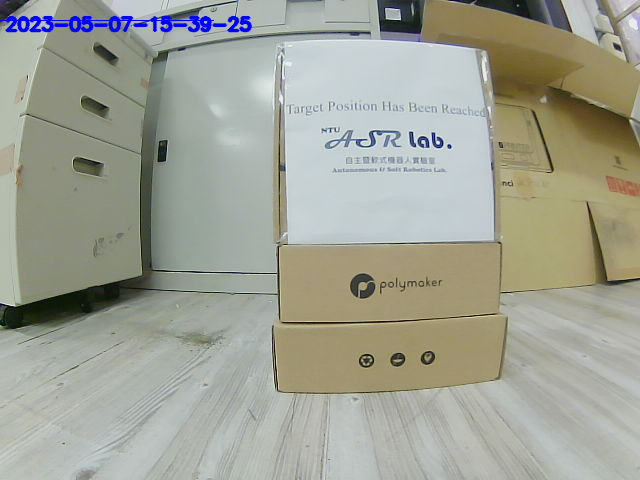 2023-05-07-15-39-25
Target Position Has Been Reached
NTU
ASR lab.
自主暨軟式機器人實驗室
Autonomous & Soft Robotics Lab.
polymaker